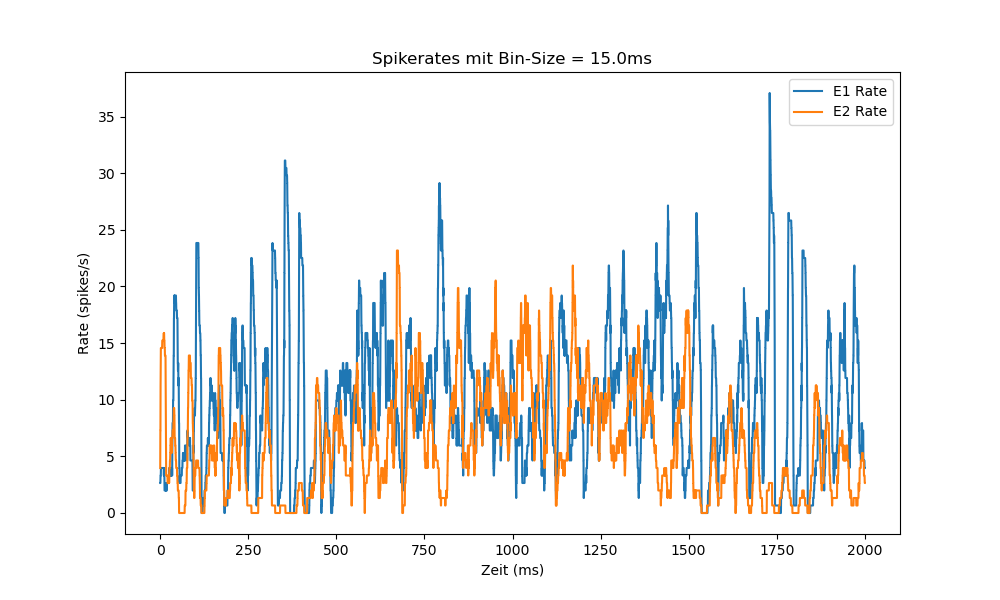 Spikerates mit Bin-Size = 15.0ms
E1 Rate
E2 Rate
35
30
25
20
15
10
5
0
Rate (spikes/s)
0 250 500 750 1000 1250 1500 1750 2000
Zeit (ms)